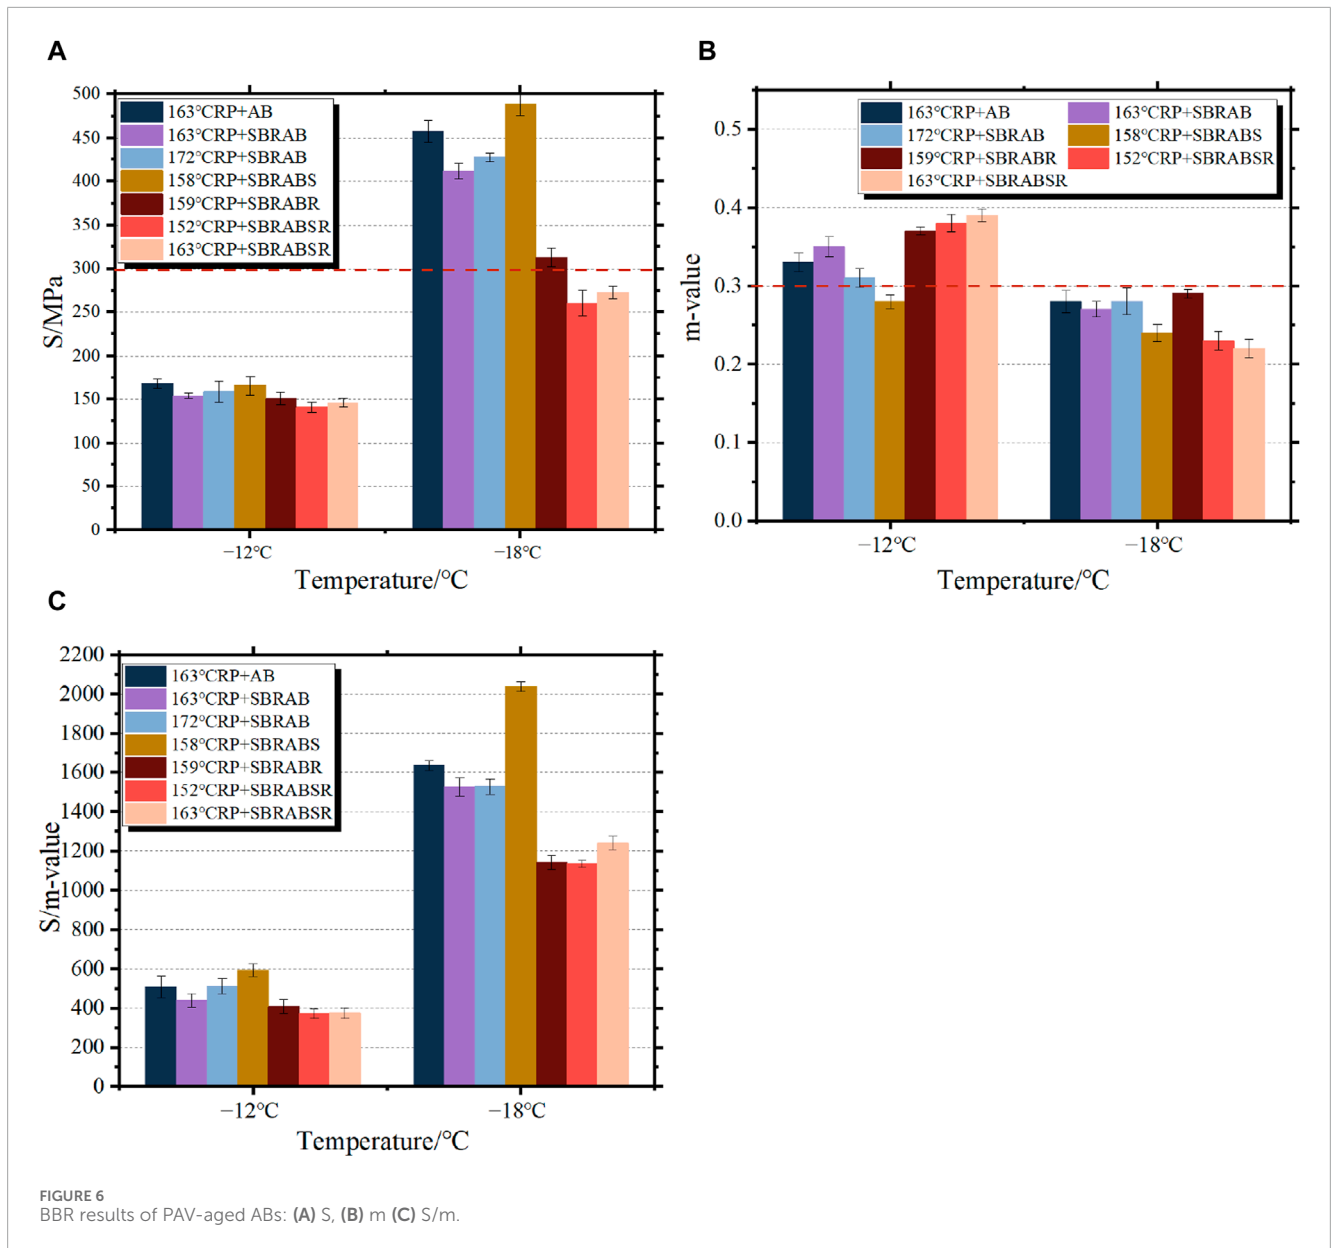 A
500
450
400
350
300
250
200
150
100
50
0
S/MPa
163°CRP+AB
163°CRP+SBRAB
172°CRP+SBRAB
158°CRP+SBRABS
159°CRP+SBRABR
152°CRP+SBRABSR
163°CRP+SBRABSR
−12°C
−18°C
Temperature/°C
B
0.5
0.4
0.3
0.2
0.1
0.0
m-value
163°CRP+AB
163°CRP+SBRAB
172°CRP+SBRAB
158°CRP+SBRABS
159°CRP+SBRABR
152°CRP+SBRABSR
163°CRP+SBRABSR
−12°C
−18°C
Temperature/°C
C
2200
2000
1800
1600
1400
1200
1000
800
600
400
200
0
S/m-value
163°CRP+AB
163°CRP+SBRAB
172°CRP+SBRAB
158°CRP+SBRABS
159°CRP+SBRABR
152°CRP+SBRABSR
163°CRP+SBRABSR
−12°C
−18°C
Temperature/°C
FIGURE 6
BBR results of PAV-aged ABs: (A) S, (B) m (C) S/m.